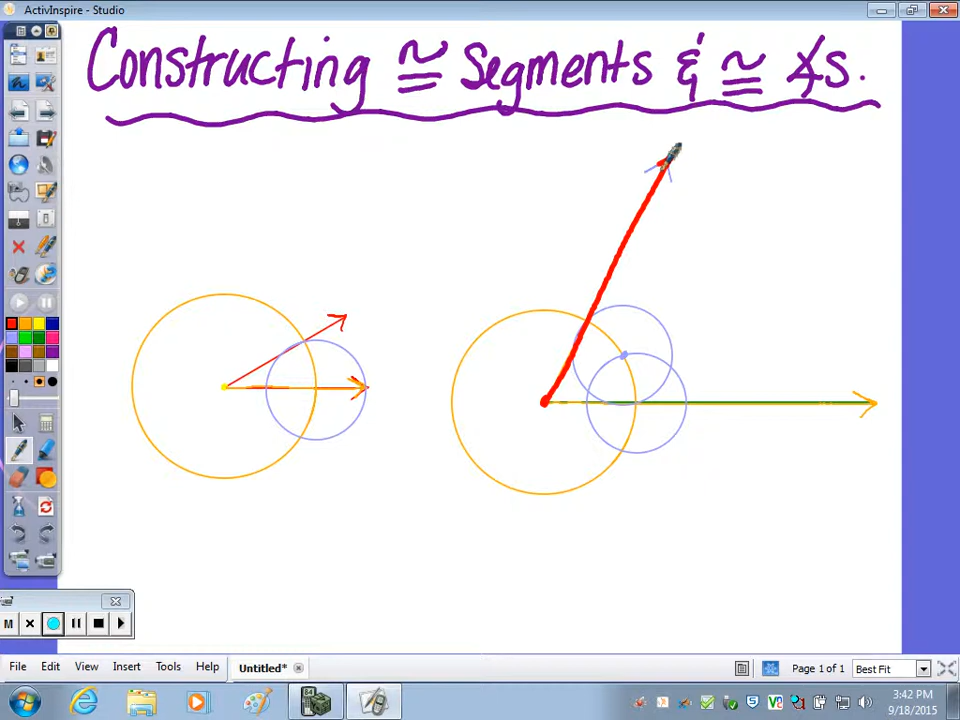 ActivInspire - Studio
Constructing ≅ Segments & ≅ ∡s.
M
File Edit View Insert Tools Help Untitled* Page 1 of 1 Best Fit
3:42 PM
9/18/2015